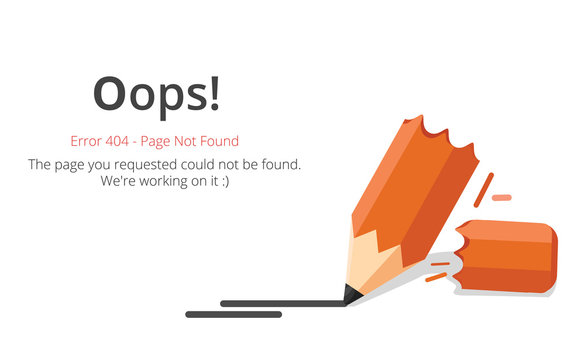 Oops!
Error 404 - Page Not Found
The page you requested could not be found.
We're working on it :)